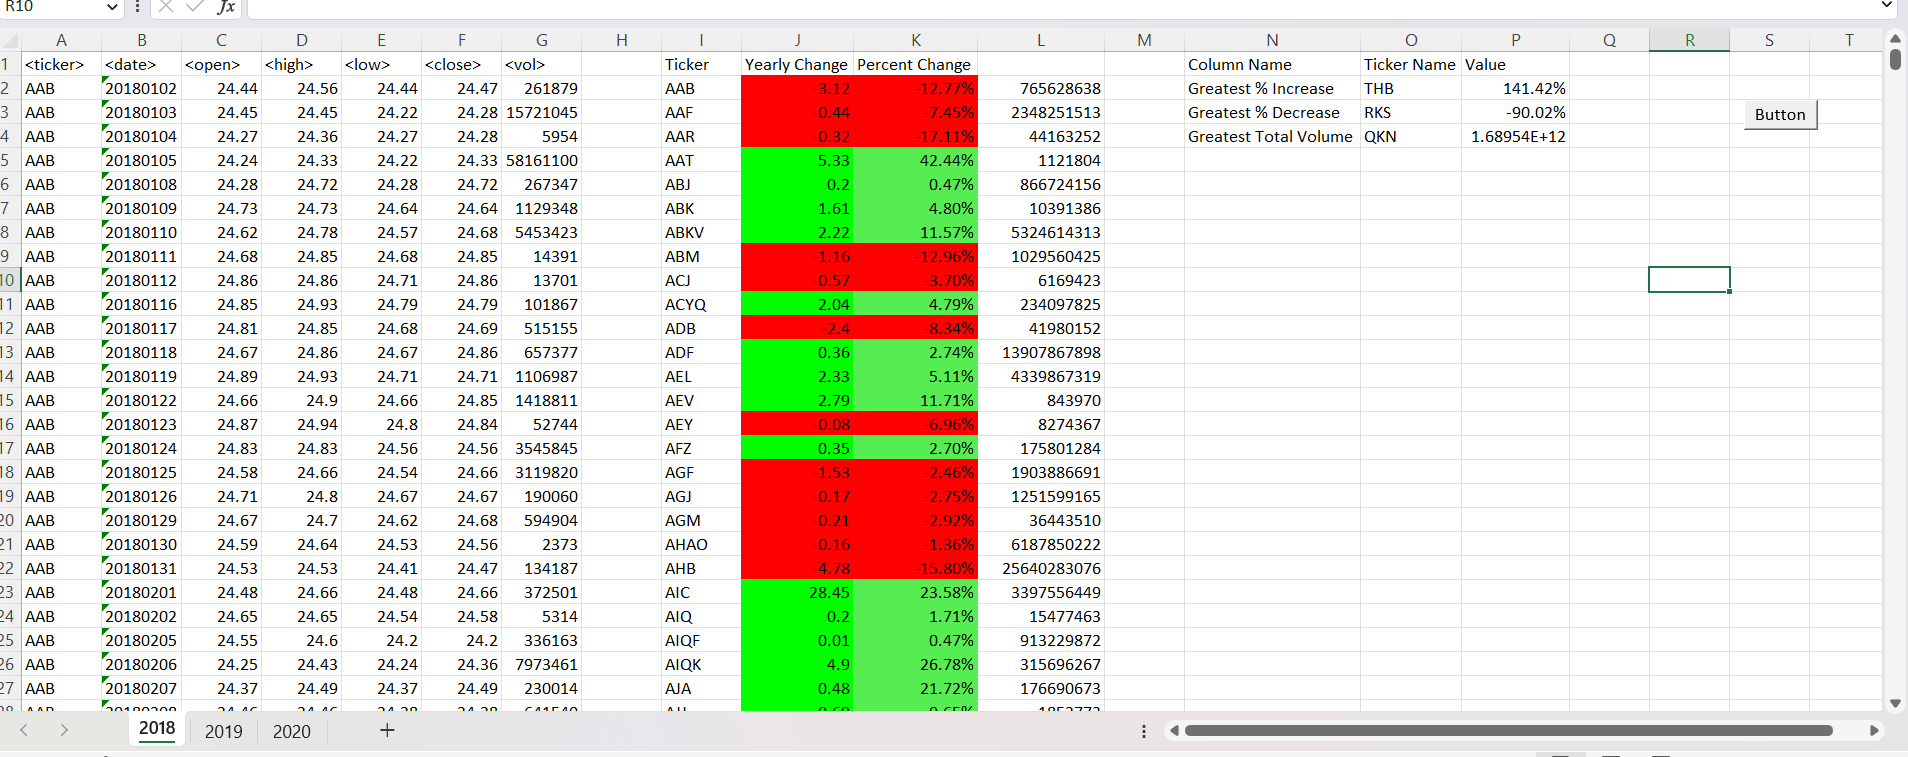 R10 fx
A B C D E F G H I J K L M N O P Q R S T
1 <ticker> <date> <open> <high> <low> <close> <vol> Ticker Yearly Change Percent Change Column Name Ticker Name Value
2 AAB 20180102 24.44 24.56 24.44 24.47 261879 AAB -3.12 -12.77% 765628638 Greatest % Increase THB 141.42%
3 AAB 20180103 24.45 24.45 24.22 24.28 15721045 AAF -0.44 -7.45% 2348251513 Greatest % Decrease RKS -90.02% Button
4 AAB 20180104 24.27 24.36 24.27 24.28 5954 AAR -0.32 -17.11% 44163252 Greatest Total Volume QKN 1.68954E+12
5 AAB 20180105 24.24 24.33 24.22 24.33 58161100 AAT 5.33 42.44% 1121804
6 AAB 20180108 24.28 24.72 24.28 24.72 267347 ABJ 0.2 0.47% 866724156
7 AAB 20180109 24.73 24.73 24.64 24.64 1129348 ABK 1.61 4.80% 10391386
8 AAB 20180110 24.62 24.78 24.57 24.68 5453423 ABKV 2.22 11.57% 5324614313
9 AAB 20180111 24.68 24.85 24.68 24.85 14391 ABM -1.16 -12.96% 1029560425
10 AAB 20180112 24.86 24.86 24.71 24.86 13701 ACJ -0.57 -3.70% 6169423
11 AAB 20180116 24.85 24.93 24.79 24.79 101867 ACYQ 2.04 4.79% 234097825
12 AAB 20180117 24.81 24.85 24.68 24.69 515155 ADB -2.4 -8.34% 41980152
13 AAB 20180118 24.67 24.86 24.67 24.86 657377 ADF 0.36 2.74% 13907867898
14 AAB 20180119 24.89 24.93 24.71 24.71 1106987 AEL 2.33 5.11% 4339867319
15 AAB 20180122 24.66 24.9 24.66 24.85 1418811 AEV 2.79 11.71% 843970
16 AAB 20180123 24.87 24.94 24.8 24.84 52744 AEY -0.08 -6.96% 8274367
17 AAB 20180124 24.83 24.83 24.56 24.56 3545845 AFZ 0.35 2.70% 175801284
18 AAB 20180125 24.58 24.66 24.54 24.66 3119820 AGF -1.53 -2.46% 1903886691
19 AAB 20180126 24.71 24.8 24.67 24.67 190060 AGJ -0.17 -2.75% 1251599165
20 AAB 20180129 24.67 24.7 24.62 24.68 594904 AGM -0.21 -2.92% 36443510
21 AAB 20180130 24.59 24.64 24.53 24.56 2373 AHAO -0.16 -1.36% 6187850222
22 AAB 20180131 24.53 24.53 24.41 24.47 134187 AHB -4.78 -15.80% 25640283076
23 AAB 20180201 24.48 24.66 24.48 24.66 372501 AIC 28.45 23.58% 3397556449
24 AAB 20180202 24.65 24.65 24.54 24.58 5314 AIQ 0.2 1.71% 15477463
25 AAB 20180205 24.55 24.6 24.2 24.2 336163 AIQF 0.01 0.47% 913229872
26 AAB 20180206 24.25 24.43 24.24 24.36 7973461 AIQK 4.9 26.78% 315696267
27 AAB 20180207 24.37 24.49 24.37 24.49 230014 AJA 0.48 21.72% 176690673
2018 2019 2020 +